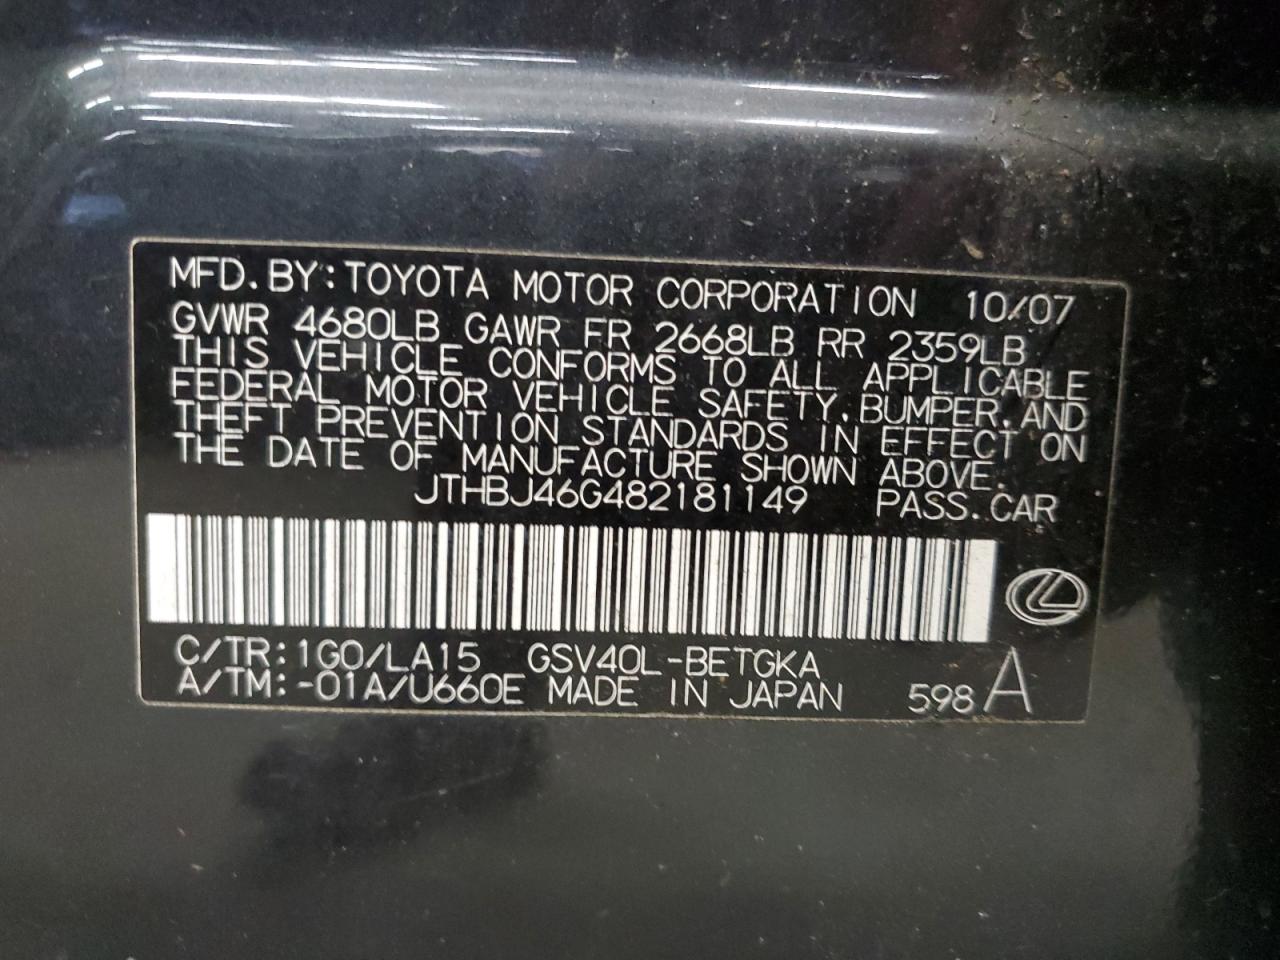 MFD. BY: TOYOTA MOTOR CORPORATION 10/07
GVWR 4680LB GAWR FR 2668LB RR 2359LB
THIS VEHICLE CONFORMS TO ALL APPLICABLE
FEDERAL MOTOR VEHICLE SAFETY, BUMPER, AND
THEFT PREVENTION STANDARDS IN EFFECT ON
THE DATE OF MANUFACTURE SHOWN ABOVE.
JTHBJ46G482181149 PASS. CAR
C/TR: 1G0/LA15 GSV40L-BETGKA
A/TM: -01A/U660E MADE IN JAPAN 598 A